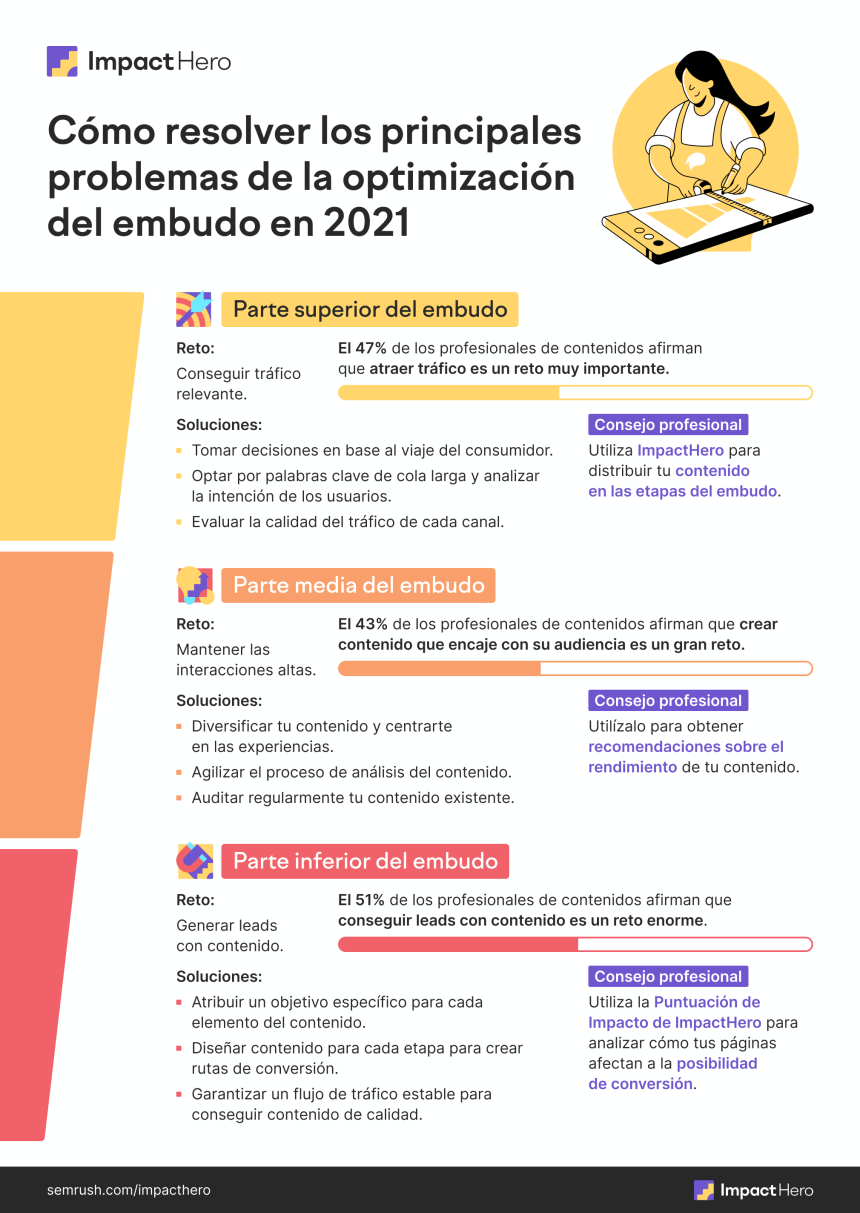 ImpactHero
Cómo resolver los principales
problemas de la optimización
del embudo en 2021
Parte superior del embudo
Reto:
Conseguir tráfico
relevante.
El 47% de los profesionales de contenidos afirman
que atraer tráfico es un reto muy importante.
Soluciones:
Tomar decisiones en base al viaje del consumidor.
Optar por palabras clave de cola larga y analizar
la intención de los usuarios.
Evaluar la calidad del tráfico de cada canal.
Consejo profesional
Utiliza ImpactHero para
distribuir tu contenido
en las etapas del embudo.
Parte media del embudo
Reto:
Mantener las
interacciones altas.
El 43% de los profesionales de contenidos afirman que crear
contenido que encaje con su audiencia es un gran reto.
Soluciones:
Diversificar tu contenido y centrarte
en las experiencias.
Agilizar el proceso de análisis del contenido.
Auditar regularmente tu contenido existente.
Consejo profesional
Utilízalo para obtener
recomendaciones sobre el
rendimiento de tu contenido.
Parte inferior del embudo
Reto:
Generar leads
con contenido.
El 51% de los profesionales de contenidos afirman que
conseguir leads con contenido es un reto enorme.
Soluciones:
Atribuir un objetivo específico para cada
elemento del contenido.
Diseñar contenido para cada etapa para crear
rutas de conversión.
Garantizar un flujo de tráfico estable para
conseguir contenido de calidad.
Consejo profesional
Utiliza la Puntuación de
Impacto de ImpactHero para
analizar cómo tus páginas
afectan a la posibilidad
de conversión.
semrush.com/impacthero
ImpactHero